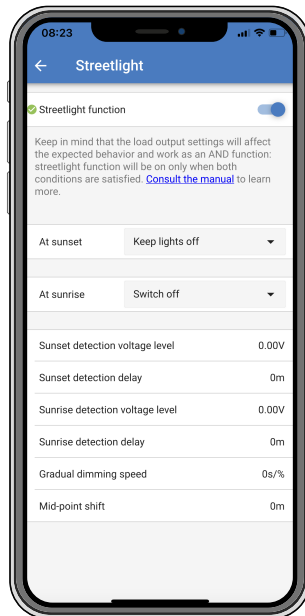 08:23
Streetlight
Streetlight function
Keep in mind that the load output settings will affect
the expected behavior and work as an AND function:
streetlight function will be on only when both
conditions are satisfied. Consult the manual to learn
more.
At sunset Keep lights off
At sunrise Switch off
Sunset detection voltage level 0.00V
Sunset detection delay 0m
Sunrise detection voltage level 0.00V
Sunrise detection delay 0m
Gradual dimming speed 0s/%
Mid-point shift 0m